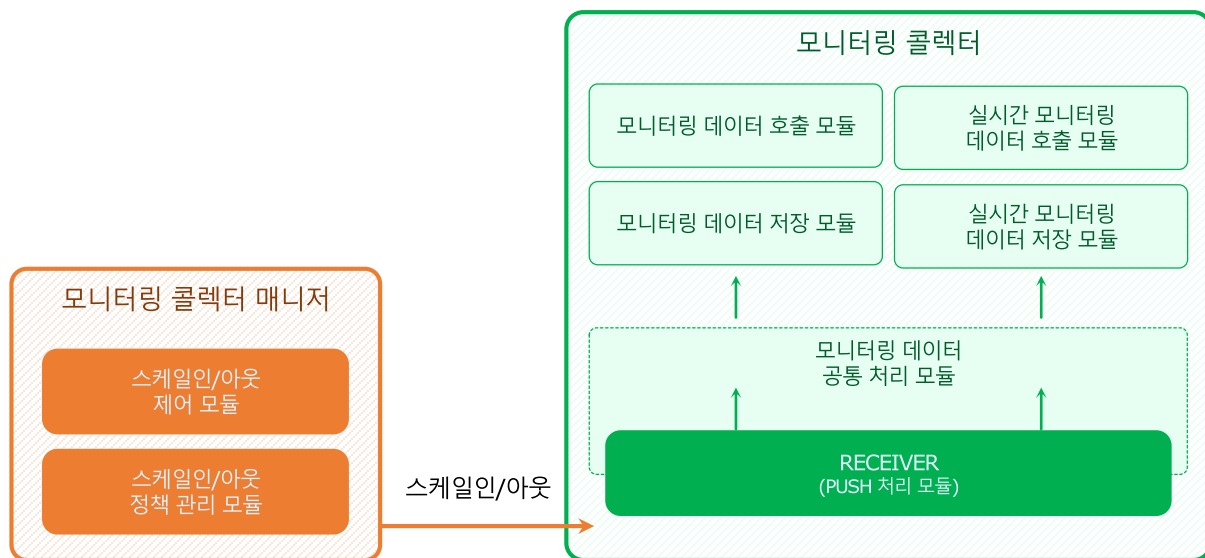 모니터링 콜렉터
모니터링 데이터 호출 모듈
실시간 모니터링
데이터 호출 모듈
모니터링 데이터 저장 모듈
실시간 모니터링
데이터 저장 모듈
모니터링 데이터
공통 처리 모듈
RECEIVER
(PUSH 처리 모듈)
모니터링 콜렉터 매니저
스케일인/아웃
제어 모듈
스케일인/아웃
정책 관리 모듈
스케일인/아웃